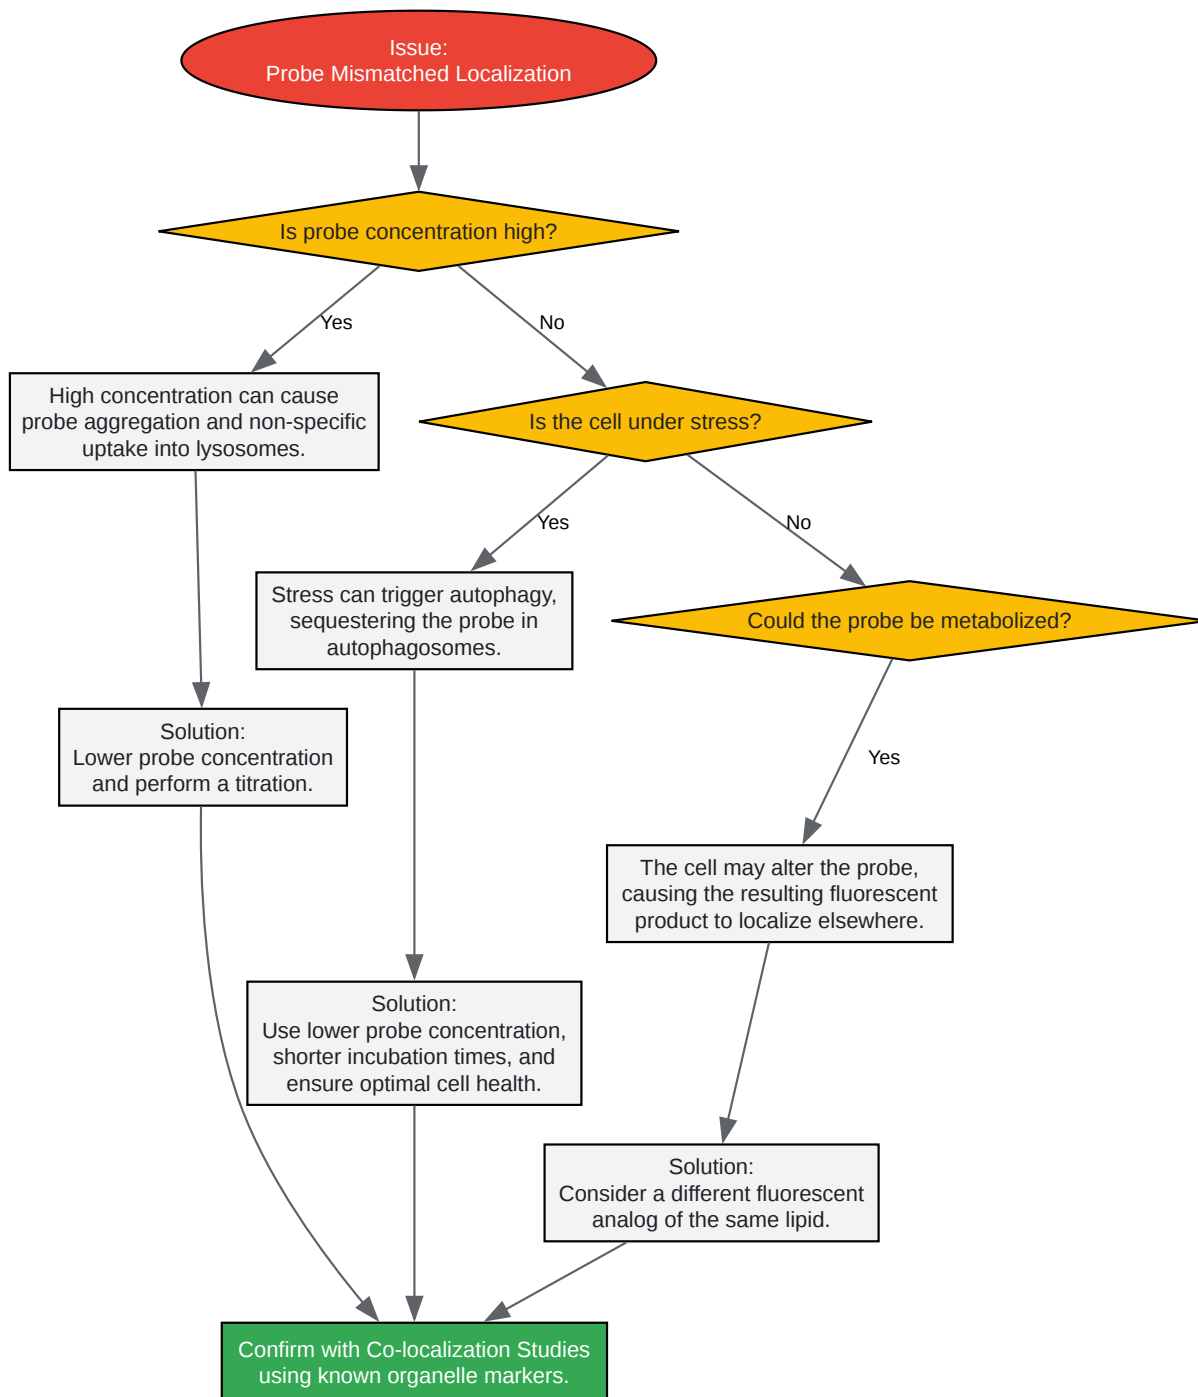 Issue:
Probe Mismatched Localization
Is probe concentration high?
Yes
No
High concentration can cause
probe aggregation and non-specific
uptake into lysosomes.
Is the cell under stress?
Yes
No
Stress can trigger autophagy,
sequestering the probe in
autophagosomes.
Could the probe be metabolized?
Solution:
Lower probe concentration
and perform a titration.
Yes
The cell may alter the probe,
causing the resulting fluorescent
product to localize elsewhere.
Solution:
Use lower probe concentration,
shorter incubation times, and
ensure optimal cell health.
Solution:
Consider a different fluorescent
analog of the same lipid.
Confirm with Co-localization Studies
using known organelle markers.